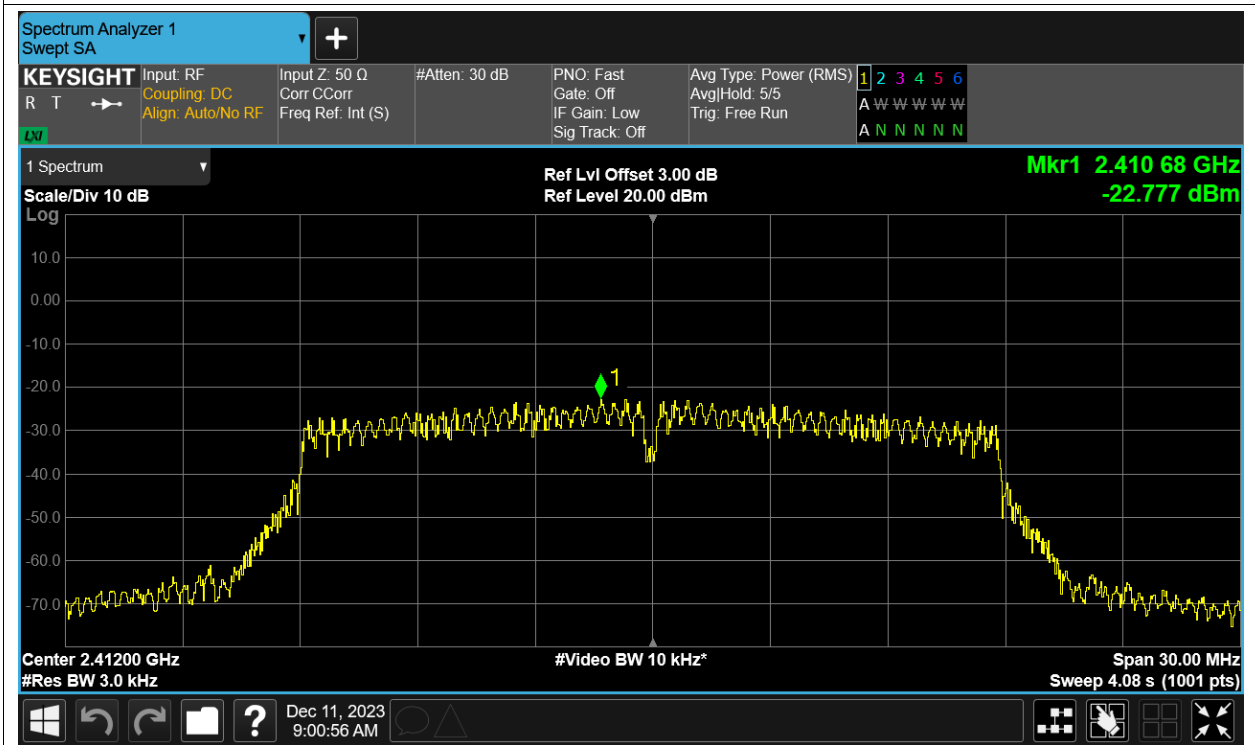 Spectrum Analyzer 1
Swept SA
KEYSIGHT
R T
LXI
Input: RF
Coupling: DC
Align: Auto/No RF
Input Z: 50 Ω
Corr CCorr
Freq Ref: Int (S)
#Atten: 30 dB
PNO: Fast
Gate: Off
IF Gain: Low
Sig Track: Off
Avg Type: Power (RMS)
Avg|Hold: 5/5
Trig: Free Run
1 2 3 4 5 6
A W W W W W
A N N N N N
1 Spectrum
Scale/Div 10 dB
Log
Ref Lvl Offset 3.00 dB
Ref Level 20.00 dBm
Mkr1 2.410 68 GHz
-22.777 dBm
10.0
0.00
-10.0
-20.0
-30.0
-40.0
-50.0
-60.0
-70.0
1
Center 2.41200 GHz
#Res BW 3.0 kHz
#Video BW 10 kHz*
Span 30.00 MHz
Sweep 4.08 s (1001 pts)
?
Dec 11, 2023
9:00:56 AM